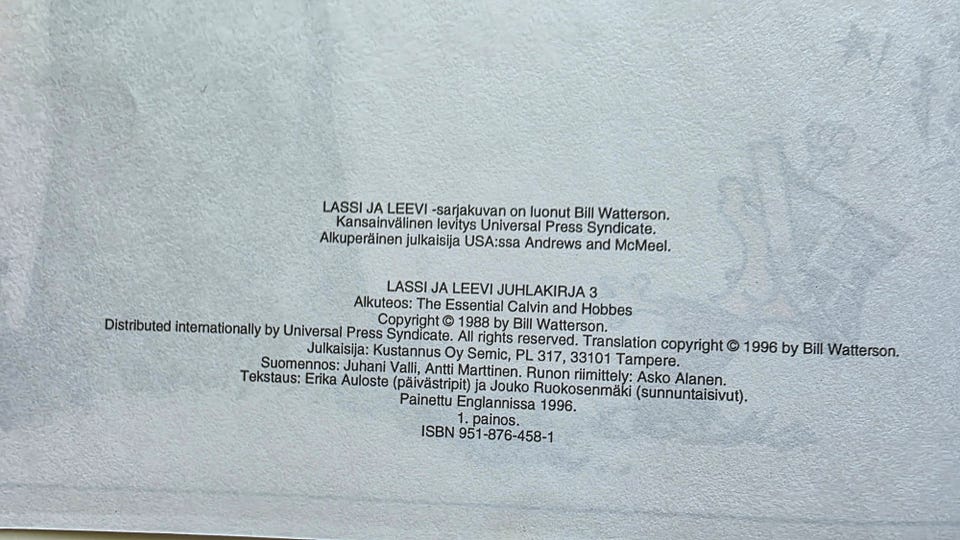 LASSI JA LEEVI -sarjakuvan on luonut Bill Watterson.
Kansainvälinen levitys Universal Press Syndicate.
Alkuperäinen julkaisija USA:ssa Andrews and McMeel.
LASSI JA LEEVI JUHLAKIRJA 3
Alkuteos: The Essential Calvin and Hobbes
Copyright © 1988 by Bill Watterson.
Distributed internationally by Universal Press Syndicate. All rights reserved. Translation copyright © 1996 by Bill Watterson.
Julkaisija: Kustannus Oy Semic, PL 317, 33101 Tampere.
Suomennos: Juhani Valli, Antti Marttinen. Runon riimittely: Asko Alanen.
Tekstaus: Erika Auloste (päivästripit) ja Jouko Ruokosenmäki (sunnuntaisivut).
Painettu Englannissa 1996.
1. painos.
ISBN 951-876-458-1